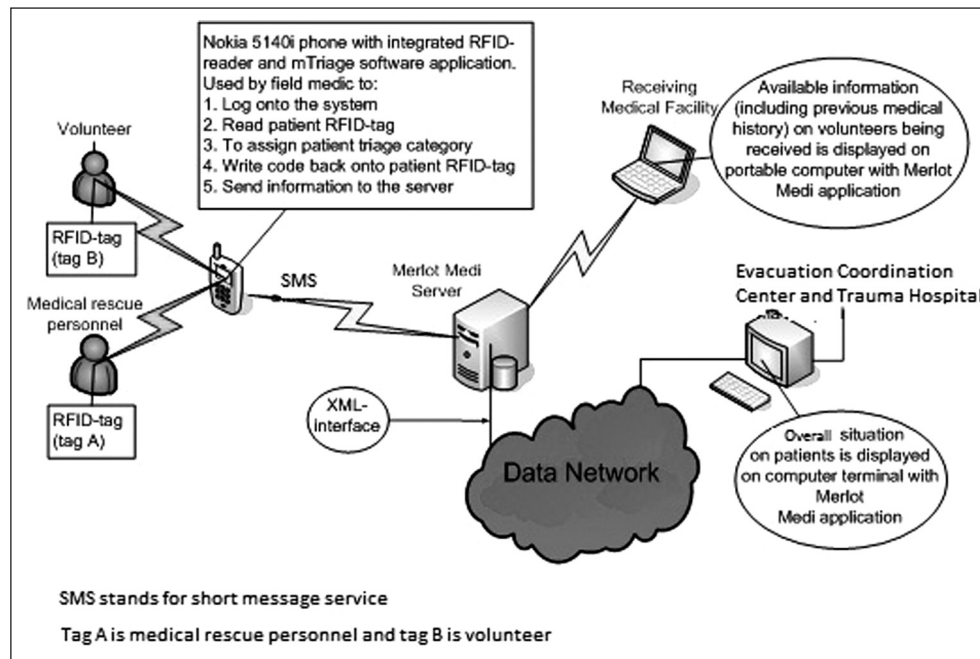 Nokia 5140i phone with integrated RFID-
reader and mTriage software application.
Used by field medic to:
1. Log onto the system
2. Read patient RFID-tag
3. To assign patient triage category
4. Write code back onto patient RFID-tag
5. Send information to the server
Receiving
Medical Facility
Available information
(including previous medical
history) on volunteers being
received is displayed on
portable computer with Merlot
Medi application
Volunteer
RFID-tag
(tag B)
Medical rescue
personnel
RFID-tag
(tag A)
SMS
Merlot Medi
Server
Evacuation Coordination
Center and Trauma Hospital
XML-
interface
Data Network
Overall situation
on patients is displayed
on computer terminal with
Merlot
Medi application
SMS stands for short message service
Tag A is medical rescue personnel and tag B is volunteer